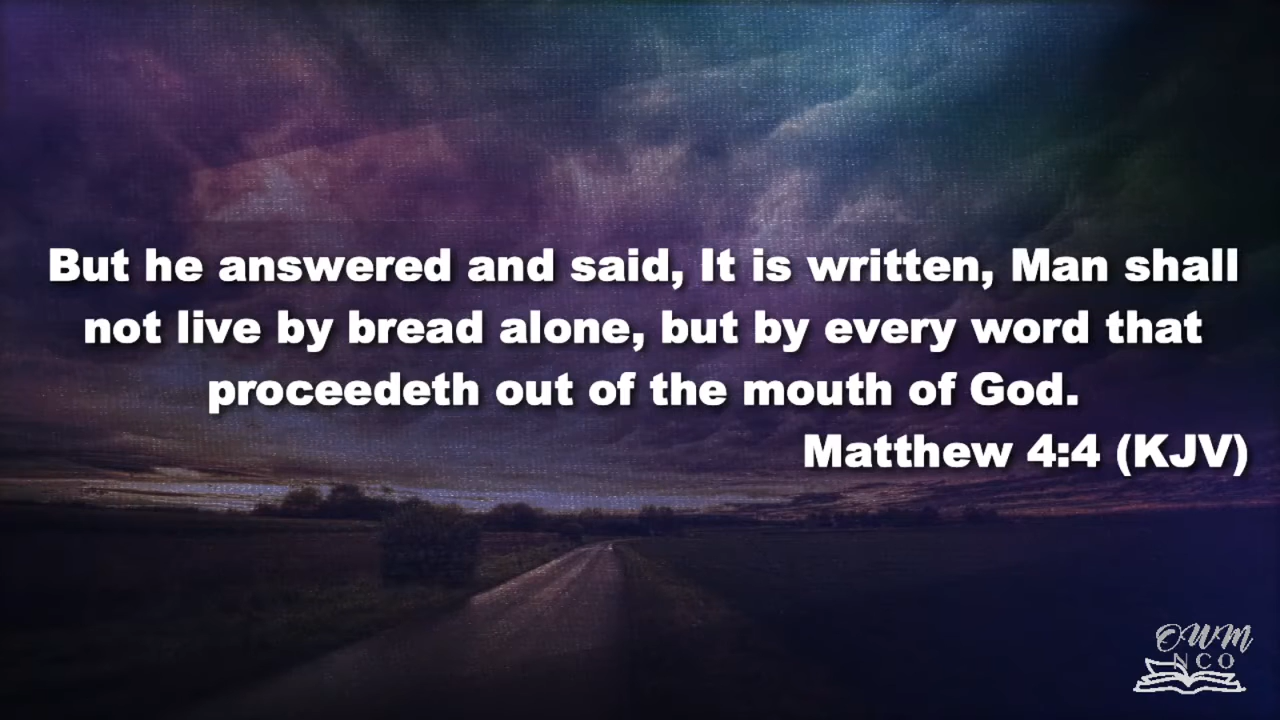 But he answered and said, It is written, Man shall
not live by bread alone, but by every word that
proceedeth out of the mouth of God.
Matthew 4:4 (KJV)
OWM
NCO